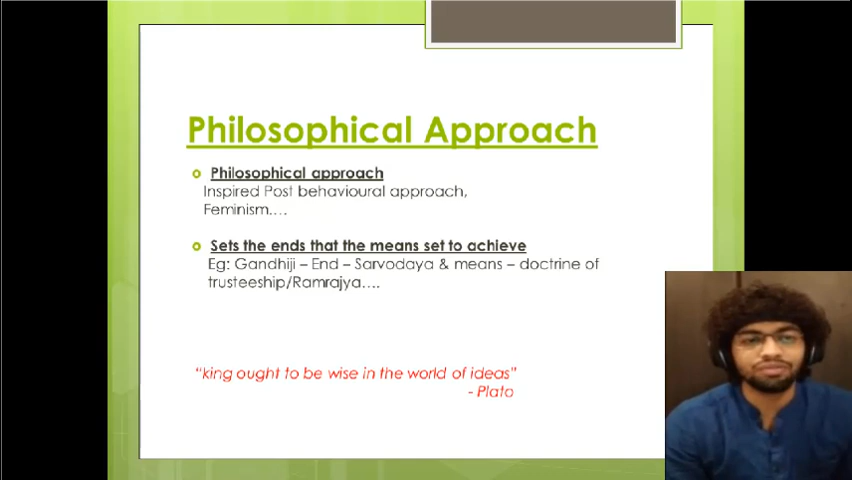 Philosophical Approach
Philosophical approach
Inspired Post behavioural approach,
Feminism....
Sets the ends that the means set to achieve
Eg: Gandhiji – End – Sarvodaya & means – doctrine of
trusteeship/Ramrajya....
“king ought to be wise in the world of ideas”
- Plato